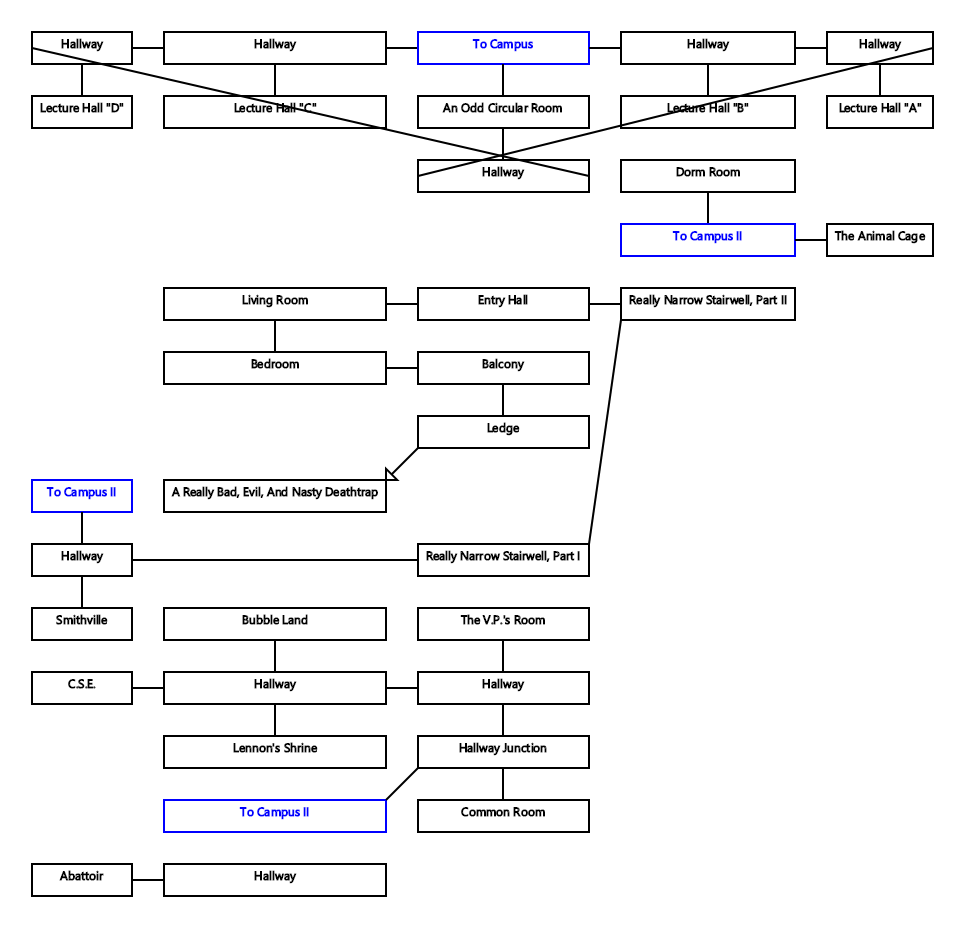 Hallway
Hallway
To Campus
Hallway
Hallway
Lecture Hall "D"
Lecture Hall "C"
An Odd Circular Room
Lecture Hall "B"
Lecture Hall "A"
Hallway
Dorm Room
To Campus II
The Animal Cage
Living Room
Entry Hall
Really Narrow Stairwell, Part II
Bedroom
Balcony
Ledge
To Campus II
A Really Bad, Evil, And Nasty Deathtrap
Hallway
Really Narrow Stairwell, Part I
Smithville
Bubble Land
The V.P.'s Room
C.S.E.
Hallway
Hallway
Lennon's Shrine
Hallway Junction
To Campus II
Common Room
Abattoir
Hallway